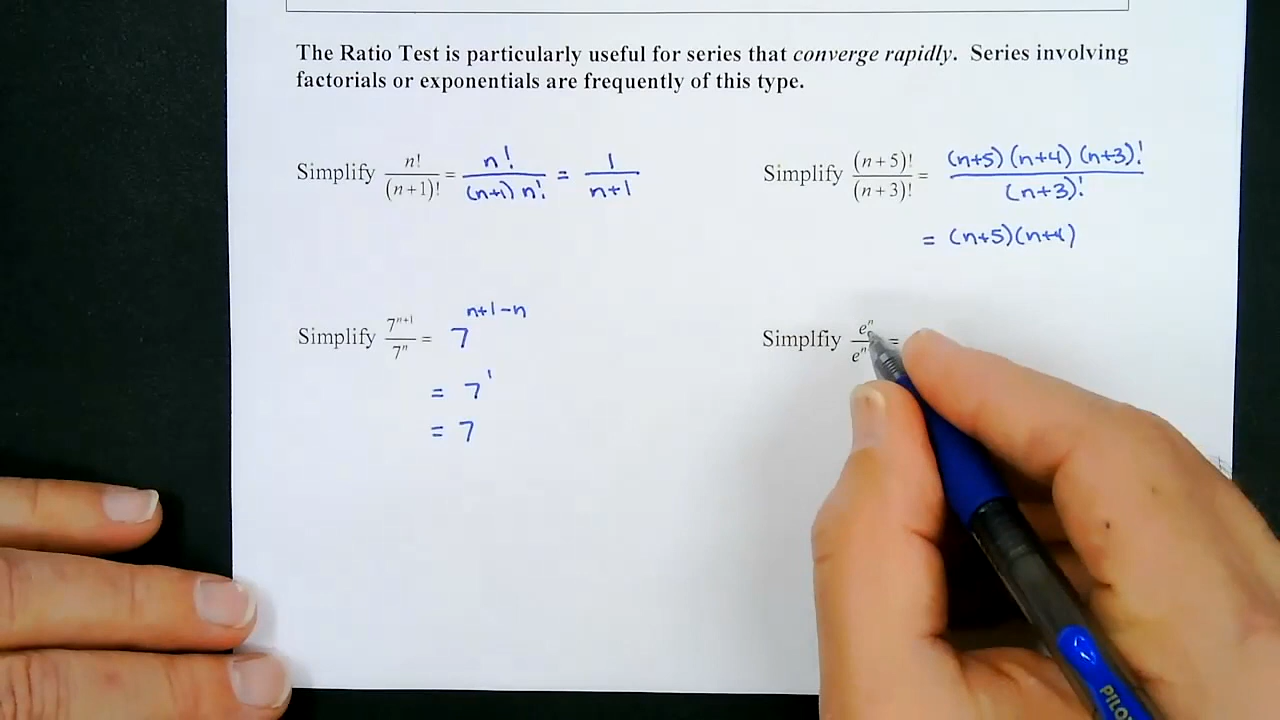 The Ratio Test is particularly useful for series that converge rapidly. Series involving
factorials or exponentials are frequently of this type.
Simplify n!/(n+1)! = n!/((n+1) n!) = 1/(n+1)
Simplify (n+5)!/(n+3)! = (n+5)(n+4)(n+3)!/(n+3)!
= (n+5)(n+4)
Simplify 7^(n+1)/7^n = 7^(n+1-n)
= 7^1
= 7
Simplfiy e^n/e^n =
PILOT